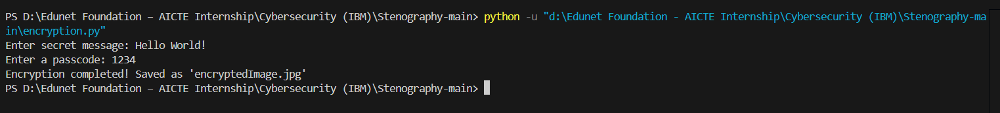 PS D:\Edunet Foundation – AICTE Internship\Cybersecurity (IBM)\Stenography-main> python -u "d:\Edunet Foundation - AICTE Internship\Cybersecurity (IBM)\Stenography-ma
in\encryption.py"
Enter secret message: Hello World!
Enter a passcode: 1234
Encryption completed! Saved as 'encryptedImage.jpg'
PS D:\Edunet Foundation – AICTE Internship\Cybersecurity (IBM)\Stenography-main>